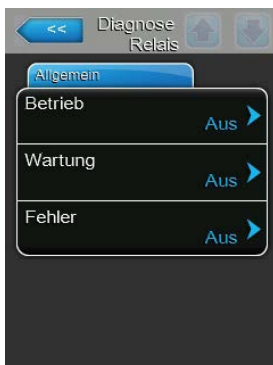 <<
Diagnose
Relais
Allgemein
Betrieb
Aus
Wartung
Aus
Fehler
Aus